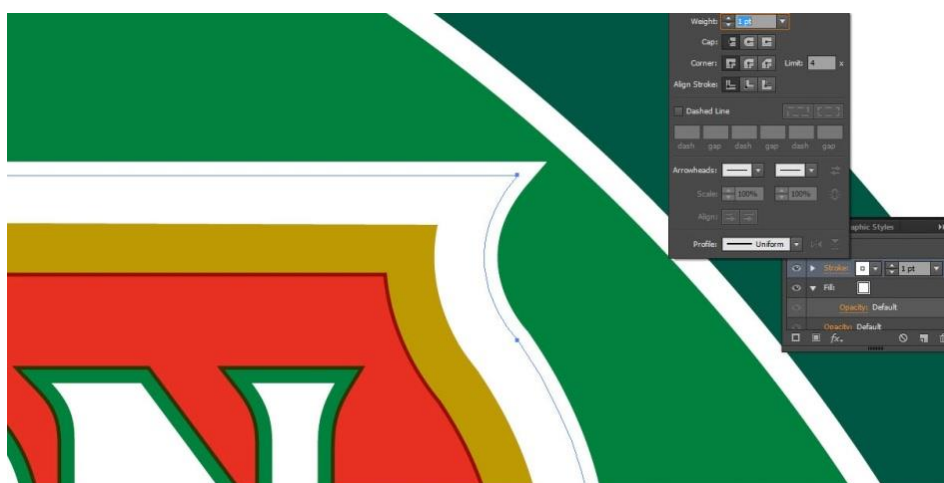 Weight: 1 pt
Cap:
Corner: Limit: 4 x
Align Stroke:
Dashed Line
dash gap dash gap dash gap
Arrowheads:
Scale: 100% 100%
Align:
Profile: Uniform
aphic Styles
Stroke: 1 pt
Fill:
Opacity: Default
Opacity: Default
fx.
N